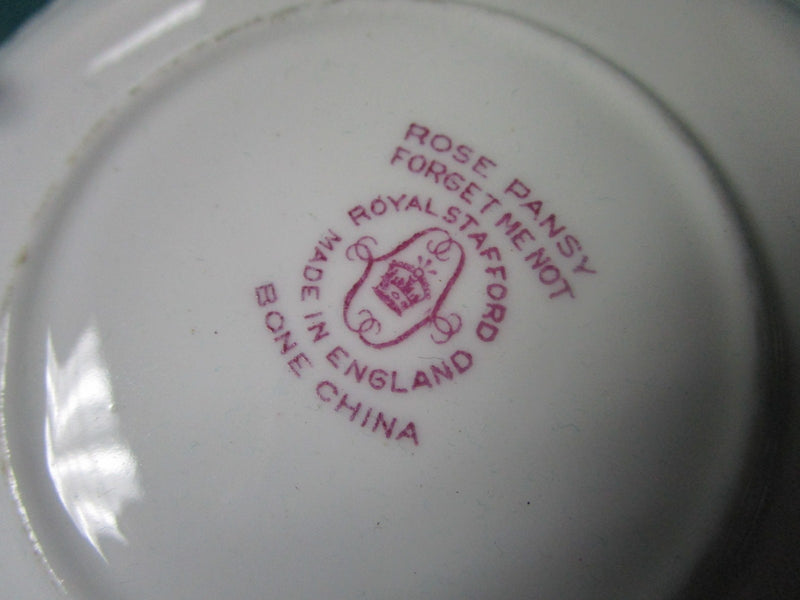 ROSE PANSY
FORGET ME NOT
ROYAL STAFFORD
MADE IN ENGLAND
BONE CHINA